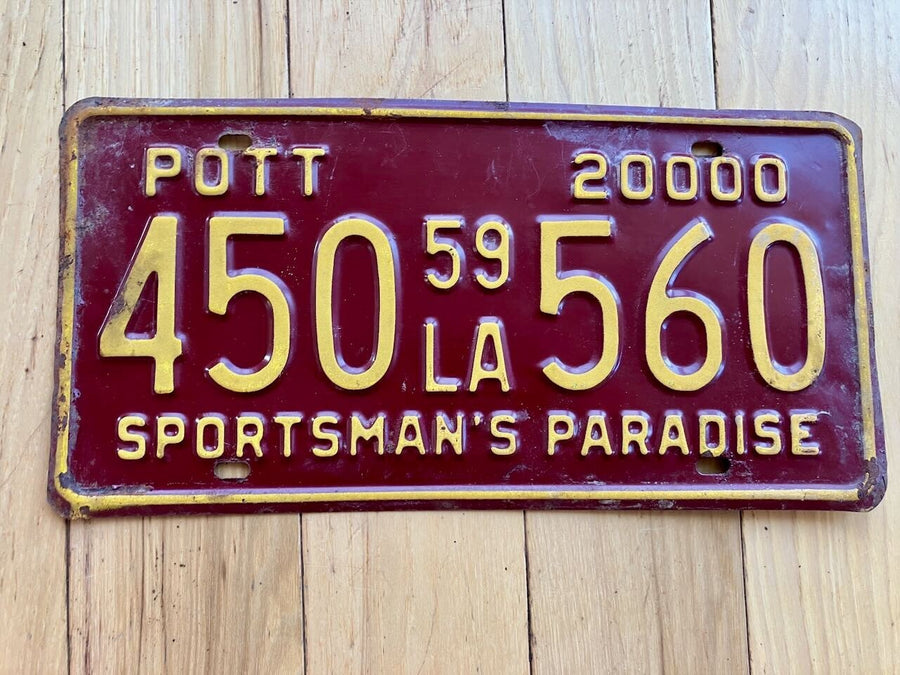 POTT 20000
450 59 LA 560
SPORTSMAN'S PARADISE